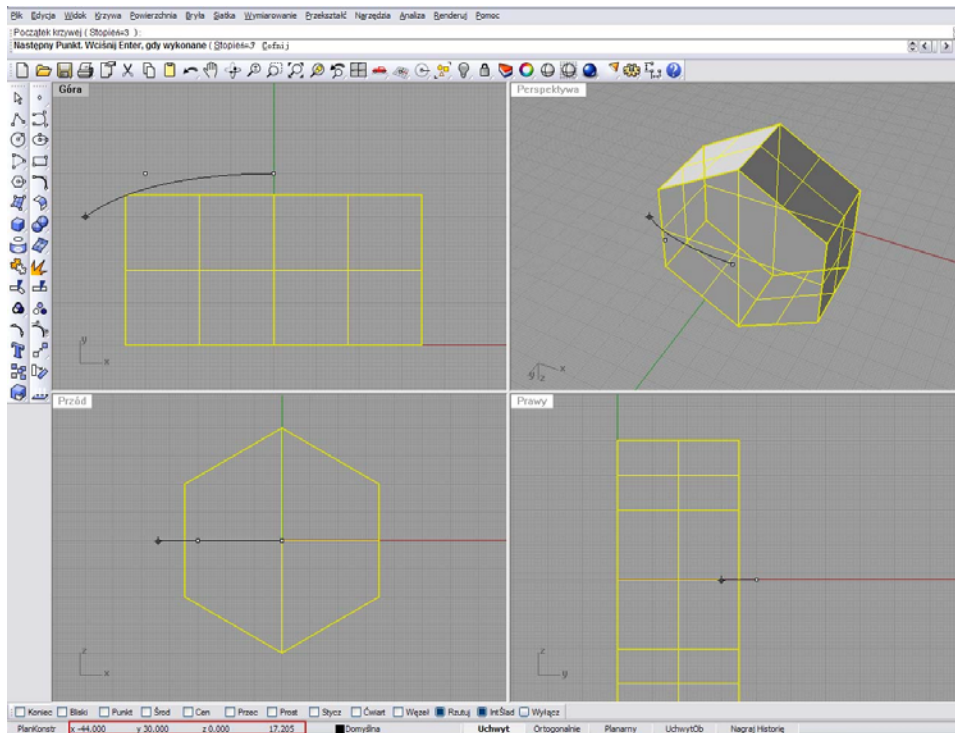 Plik Edycja Widok Krzywa Powierzchnia Bryła Siatka Wymiarowanie Przekształć Narzędzia Analiza Renderuj Pomoc
Początek krzywej ( Stopień=3 ):
Następny Punkt. Wciśnij Enter, gdy wykonane ( Stopień=3 Cofnij
Góra
Perspektywa
y
x
y z x
Przód
Prawy
z
x
z
y
Koniec Bliski Punkt Środ Cen Przec Prost Stycz Ćwiart Węzeł Rzutuj IntŚlad Wyłącz
PlanKonstr x -44.000 y 30.000 z 0.000 17.205 Domyślna Uchwyt Ortogonalnie Planarny UchwytOb Nagraj Historię